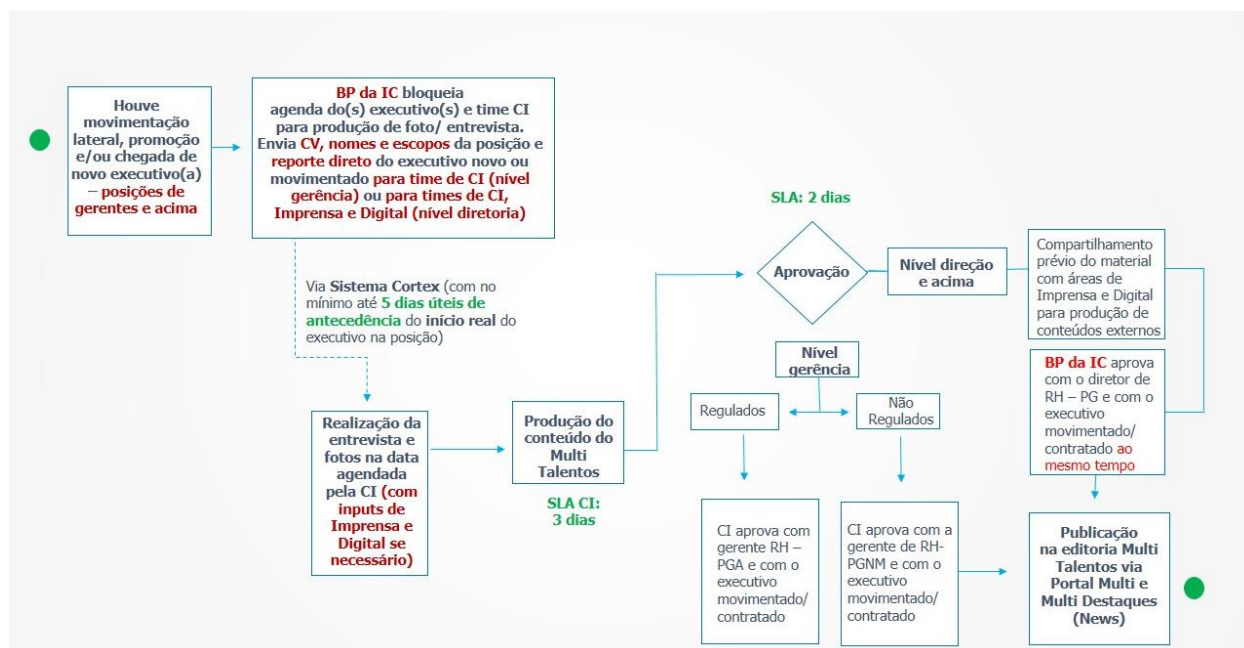 Houve
movimentação
lateral, promoção
e/ou chegada de
novo executivo(a)
– posições de
gerentes e acima
BP da IC bloqueia
agenda do(s) executivo(s) e time CI
para produção de foto/ entrevista.
Envia CV, nomes e escopos da posição e
reporte direto do executivo novo ou
movimentado para time de CI (nível
gerência) ou para times de CI,
Imprensa e Digital (nível diretoria)
Via Sistema Cortex (com no
mínimo até 5 dias úteis de
antecedência do início real do
executivo na posição)
Realização da
entrevista e
fotos na data
agendada
pela CI (com
inputs de
Imprensa e
Digital se
necessário)
Produção do
conteúdo do
Multi
Talentos
SLA CI:
3 dias
SLA: 2 dias
Aprovação
Nível direção
e acima
Compartilhamento
prévio do material
com áreas de
Imprensa e Digital
para produção de
conteúdos externos
BP da IC aprova
com o diretor de
RH – PG e com o
executivo
movimentado/
contratado ao
mesmo tempo
Nível
gerência
Regulados
Não
Regulados
CI aprova com
gerente RH –
PGA e com o
executivo
movimentado/
contratado
CI aprova com a
gerente de RH-
PGNM e com o
executivo
movimentado/
contratado
Publicação
na editoria Multi
Talentos via
Portal Multi e
Multi Destaques
(News)